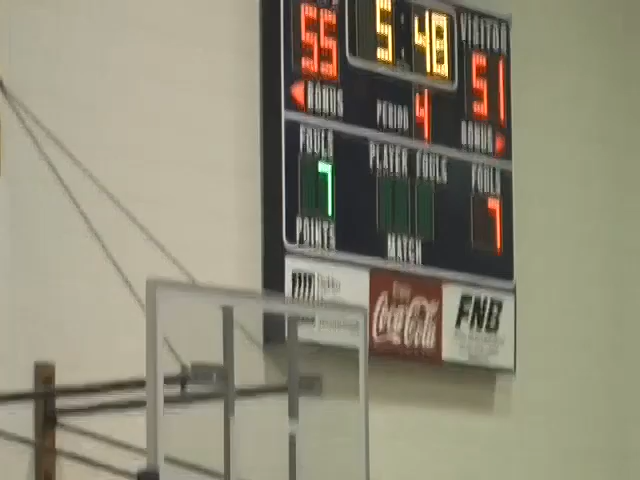 55 5:40 VISITOR 51
BONUS PERIOD 4 BONUS
FOULS PLAYER FOULS FOULS
7 7
POINTS MATCH
Coca-Cola FNB